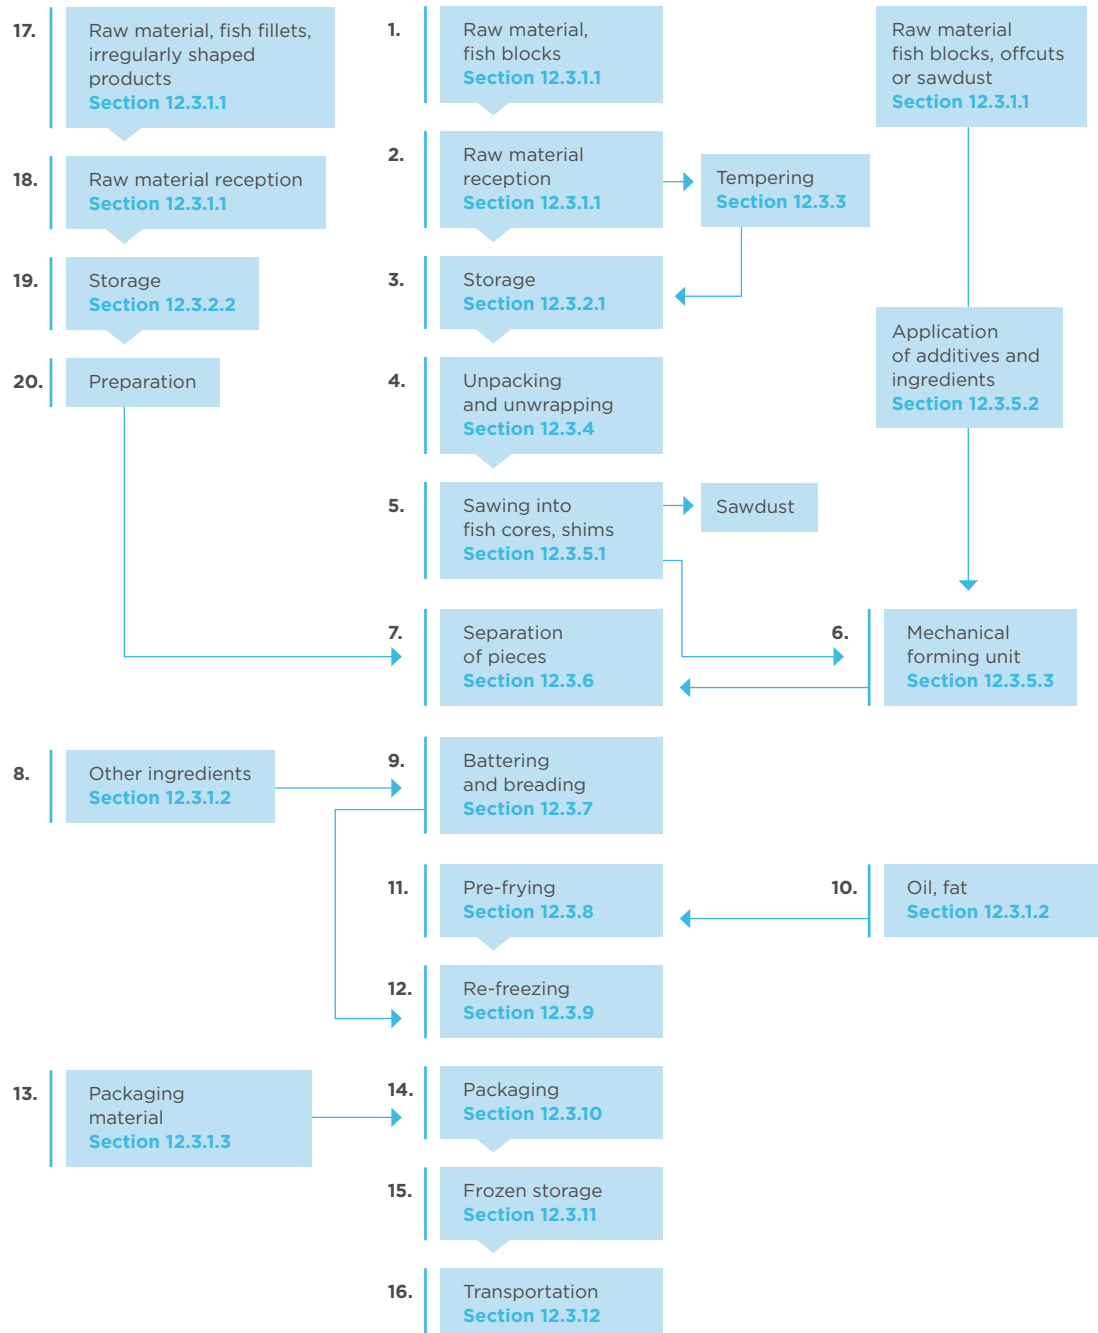 17.
Raw material, fish fillets,
irregularly shaped
products
Section 12.3.1.1
1.
Raw material,
fish blocks
Section 12.3.1.1
Raw material
fish blocks, offcuts
or sawdust
Section 12.3.1.1
18.
Raw material reception
Section 12.3.1.1
2.
Raw material
reception
Section 12.3.1.1
Tempering
Section 12.3.3
19.
Storage
Section 12.3.2.2
3.
Storage
Section 12.3.2.1
Application
of additives and
ingredients
Section 12.3.5.2
20.
Preparation
4.
Unpacking
and unwrapping
Section 12.3.4
5.
Sawing into
fish cores, shims
Section 12.3.5.1
Sawdust
7.
Separation
of pieces
Section 12.3.6
6.
Mechanical
forming unit
Section 12.3.5.3
8.
Other ingredients
Section 12.3.1.2
9.
Battering
and breading
Section 12.3.7
11.
Pre-frying
Section 12.3.8
10.
Oil, fat
Section 12.3.1.2
12.
Re-freezing
Section 12.3.9
13.
Packaging
material
Section 12.3.1.3
14.
Packaging
Section 12.3.10
15.
Frozen storage
Section 12.3.11
16.
Transportation
Section 12.3.12